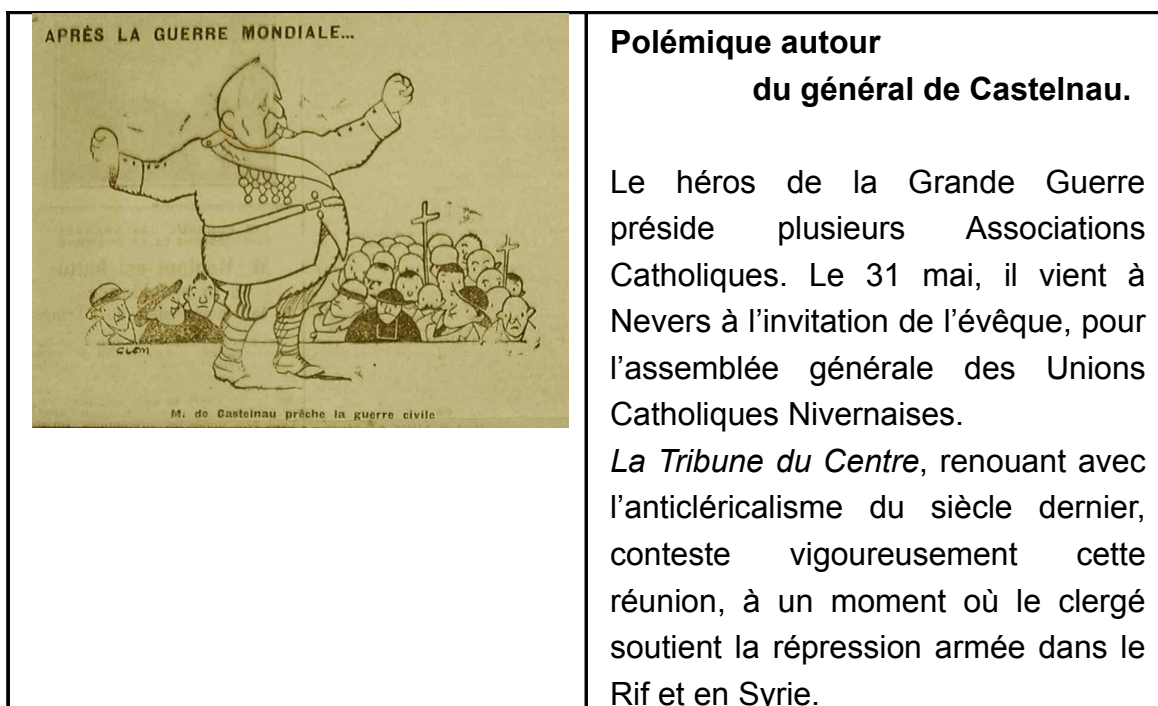 APRÈS LA GUERRE MONDIALE...
CLEM
M. de Castelnau prêche la guerre civile
Polémique autour
du général de Castelnau.
Le héros de la Grande Guerre
préside plusieurs Associations
Catholiques. Le 31 mai, il vient à
Nevers à l’invitation de l’évêque, pour
l’assemblée générale des Unions
Catholiques Nivernaises.
La Tribune du Centre, renouant avec
l’anticléricalisme du siècle dernier,
conteste vigoureusement cette
réunion, à un moment où le clergé
soutient la répression armée dans le
Rif et en Syrie.